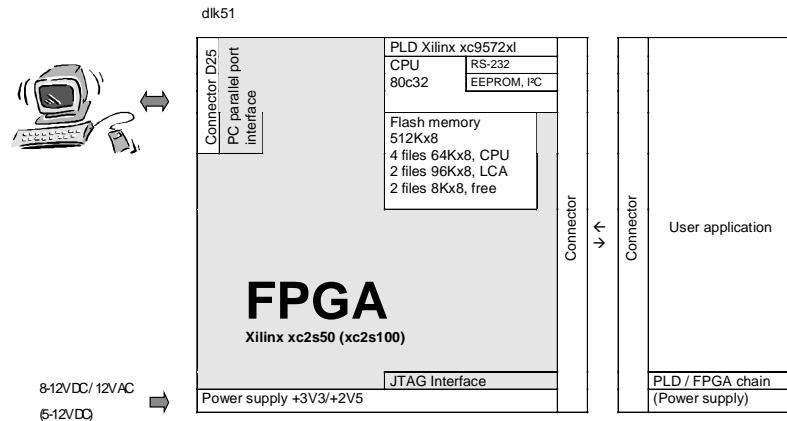 dlk51
Connector D25
PC parallel port
interface
PLD Xilinx xc9572xl
CPU
80c32
RS-232
EEPROM, I²C
Flash memory
512Kx8
4 files 64Kx8, CPU
2 files 96Kx8, LCA
2 files 8Kx8, free
Connector
Connector
User application
FPGA
Xilinx xc2s50 (xc2s100)
JTAG Interface
PLD / FPGA chain
8-12VDC/ 12VAC
(5-12VDC)
Power supply +3V3/+2V5
(Power supply)